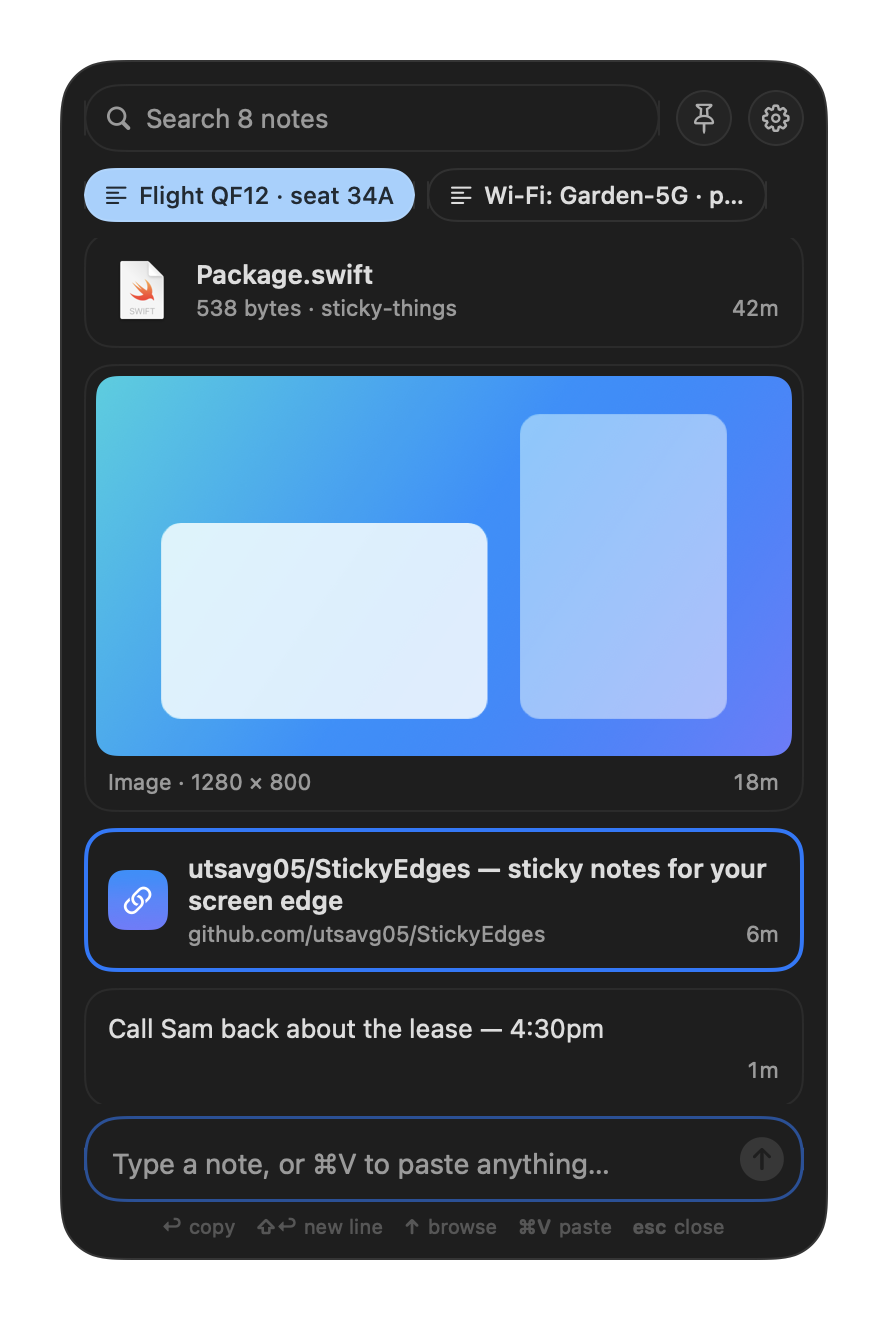 Search 8 notes
Flight QF12 · seat 34A
Wi-Fi: Garden-5G · p...
Package.swift
538 bytes · sticky-things
42m
SWIFT
Image · 1280 × 800
18m
utsavg05/StickyEdges — sticky notes for your
screen edge
github.com/utsavg05/StickyEdges
6m
Call Sam back about the lease — 4:30pm
1m
Type a note, or ⌘V to paste anything...
↩ copy ⇧↩ new line ↑ browse ⌘V paste esc close